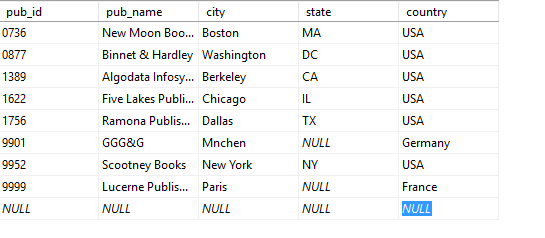 pub_id pub_name city state country
0736 New Moon Boo... Boston MA USA
0877 Binnet & Hardley Washington DC USA
1389 Algodata Infosy... Berkeley CA USA
1622 Five Lakes Publi... Chicago IL USA
1756 Ramona Publis... Dallas TX USA
9901 GGG&G Mnchen NULL Germany
9952 Scootney Books New York NY USA
9999 Lucerne Publis... Paris NULL France
NULL NULL NULL NULL NULL